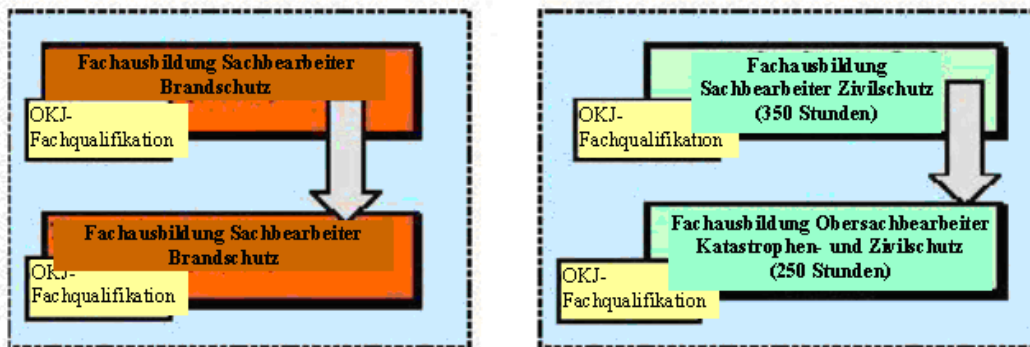 Fachausbildung Sachbearbeiter
Brandschutz
OKJ-
Fachqualifikation
Fachausbildung Sachbearbeiter
Brandschutz
OKJ-
Fachqualifikation
Fachausbildung
Sachbearbeiter Zivilschutz
(350 Stunden)
OKJ-
Fachqualifikation
Fachausbildung Obersachbearbeiter
Katastrophen- und Zivilschutz
(250 Stunden)
OKJ-
Fachqualifikation